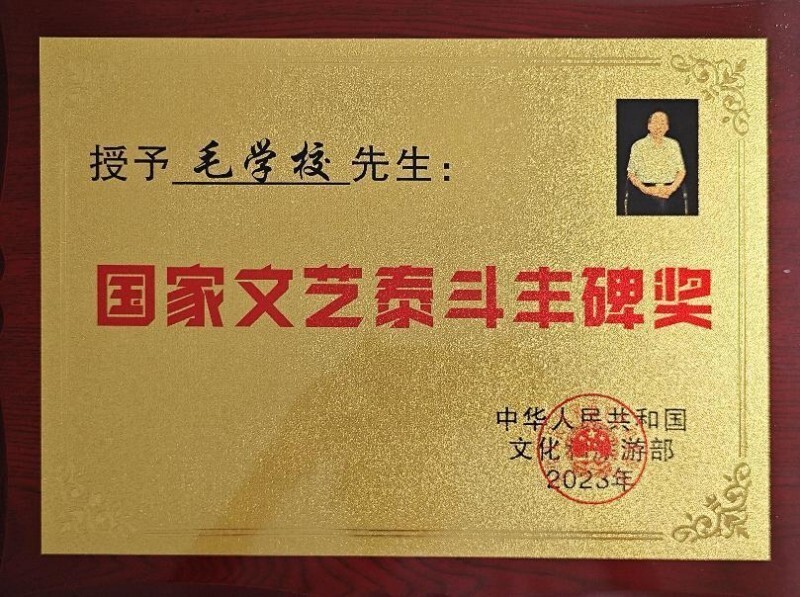 授予 毛学校 先生：
国家文艺泰斗丰碑奖
中华人民共和国
文化和旅游部
2023年